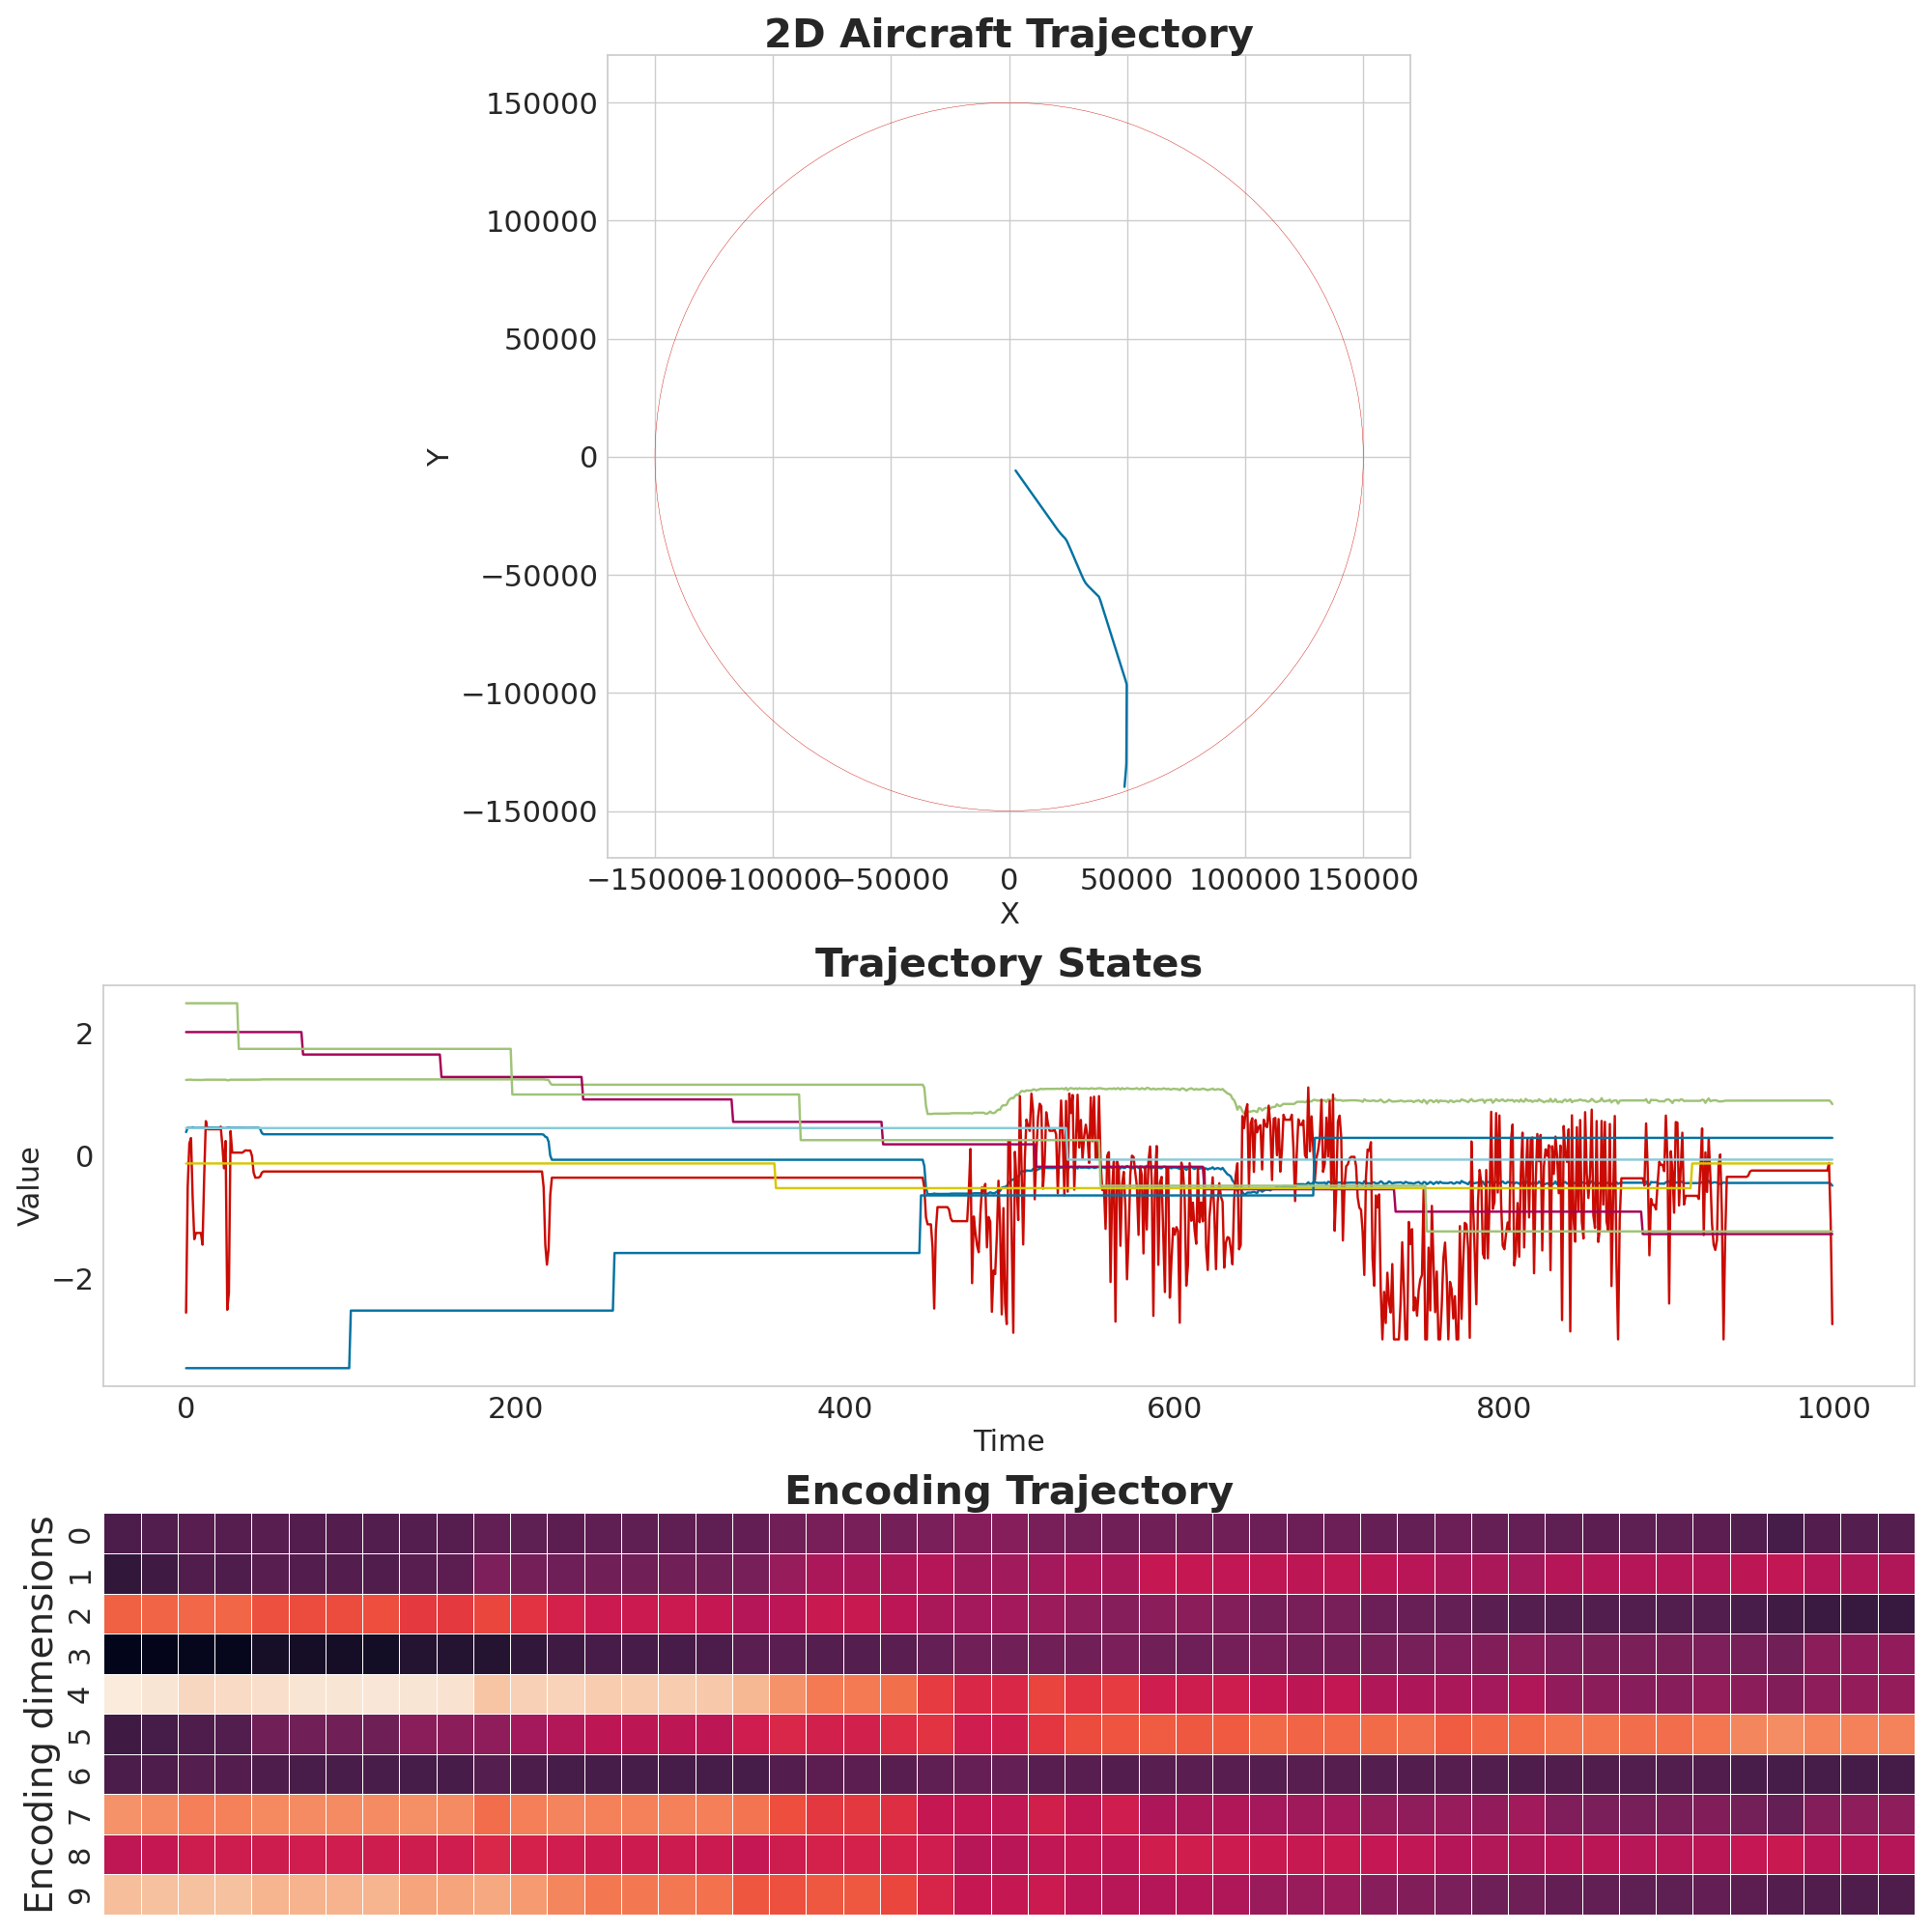 2D Aircraft Trajectory
150000
100000
50000
0
−50000
−100000
−150000
Y
−150000 −100000 −50000 0 50000 100000 150000
X
Trajectory States
2
0
−2
Value
0 200 400 600 800 1000
Time
Encoding Trajectory
0
1
2
3
4
5
6
7
8
9
Encoding dimensions